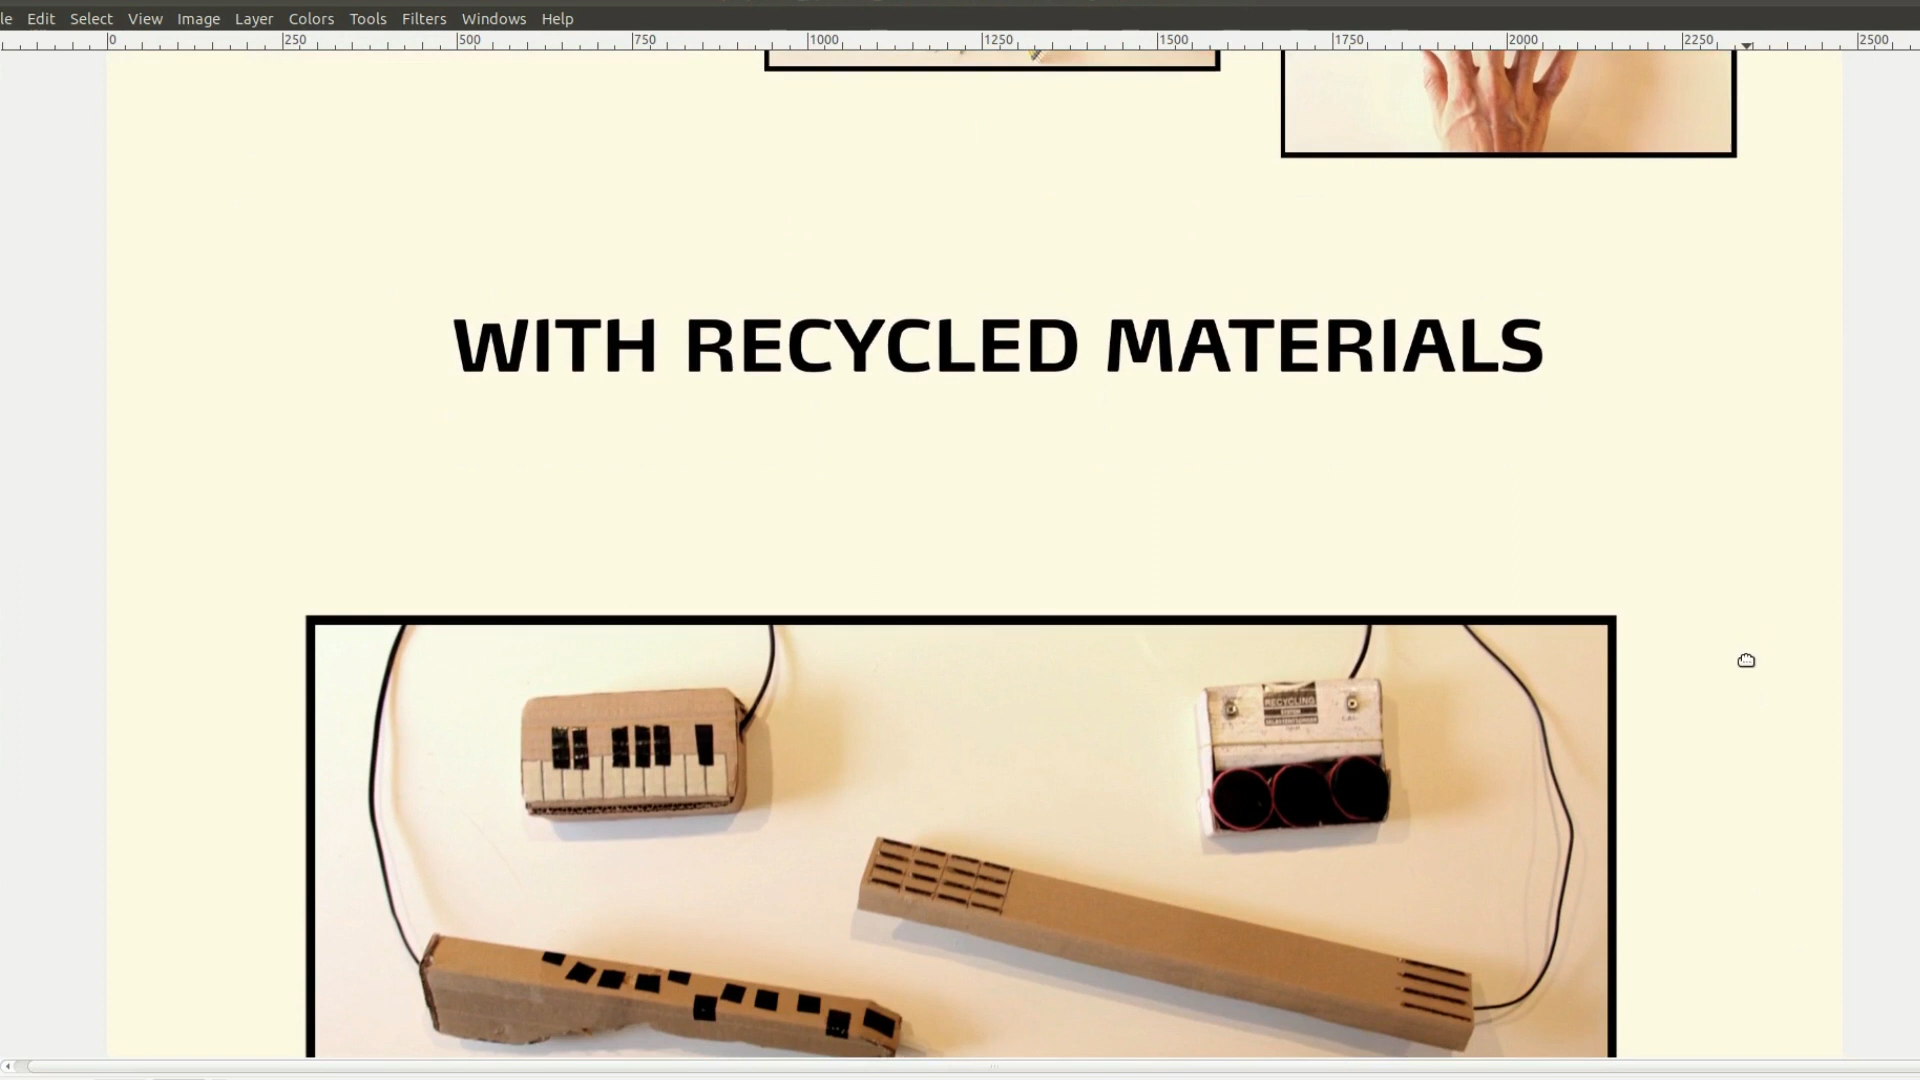 le Edit Select View Image Layer Colors Tools Filters Windows Help
0 250 500 750 1000 1250 1500 1750 2000 2250 2500
WITH RECYCLED MATERIALS
RECYCLING